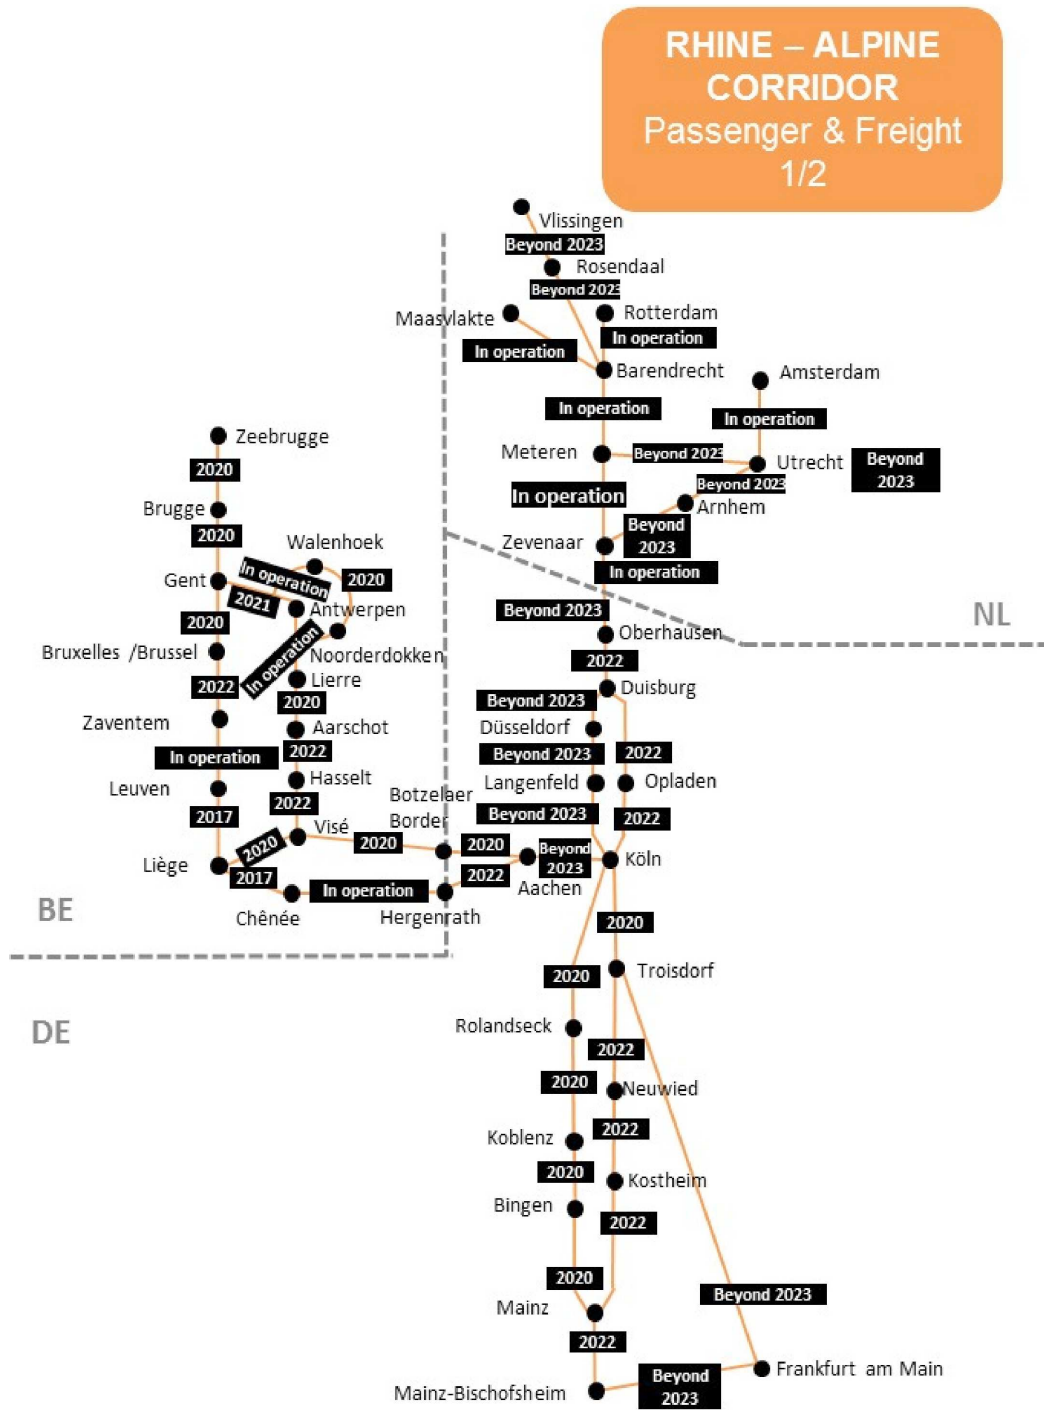 RHINE – ALPINE
CORRIDOR
Passenger & Freight
1/2
Vlissingen
Beyond 2023
Rosendaal
Beyond 2023
Maasvlakte
Rotterdam
In operation
In operation
Barendrecht
Amsterdam
In operation
In operation
Zeebrugge
Meteren
Beyond 2023
Utrecht
Beyond
2023
2020
Beyond 2023
In operation
Brugge
Arnhem
2020
Beyond
2023
Walenhoek
Zevenaar
In operation
Gent
In operation
2020
2021
Antwerpen
Beyond 2023
NL
2020
Oberhausen
Bruxelles /Brussel
In operation
Noorderdokken
2022
Lierre
2022
Duisburg
2020
Beyond 2023
Zaventem
Aarschot
Düsseldorf
In operation
2022
Beyond 2023
2022
Leuven
Hasselt
Langenfeld
Opladen
2017
2022
Botzelaer
Border
Beyond 2023
2022
Visé
2020
2020
2020
Beyond
2023
Köln
Liège
2017
2022
Aachen
In operation
Chênée
Hergenrath
BE
2020
2020
Troisdorf
DE
Rolandseck
2022
2020
Neuwied
Koblenz
2022
2020
Kostheim
Bingen
2022
2020
Beyond 2023
Mainz
2022
Beyond
2023
Frankfurt am Main
Mainz-Bischofsheim